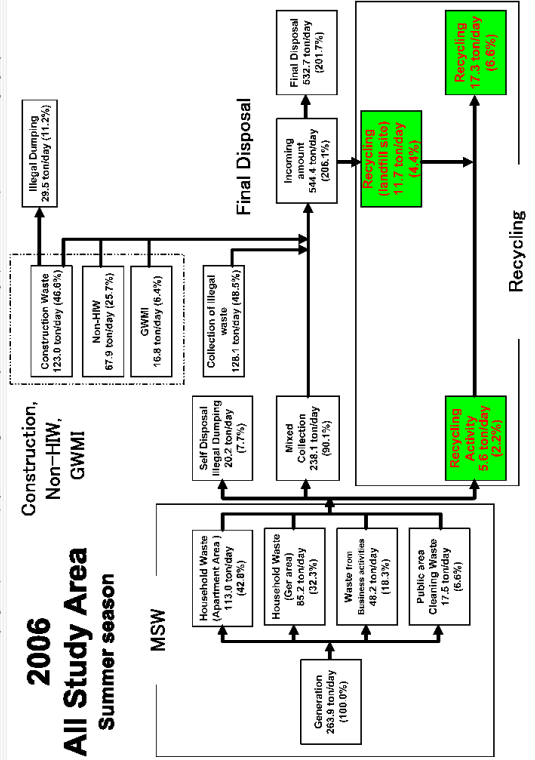 2006
All Study Area
Summer season
MSW
Generation
263.9 ton/day
(100.0%)
Household Waste
(Apartment Area )
113.0 ton/day
(42.8%)
Household Waste
(Ger area)
85.2 ton/day
(32.3%)
Waste from
Business activities
48.2 ton/day
(18.3%)
Public area
Cleaning Waste
17.5 ton/day
(6.6%)
Self Disposal
Illegal Dumping
20.2 ton/day
(7.7%)
Mixed
Collection
238.1 ton/day
(90.1%)
Recycling
Activity
5.6 ton/day
(2.2%)
Construction,
Non-HIW,
GWMI
Construction Waste
123.0 ton/day (46.6%)
Non-HIW
67.9 ton/day (25.7%)
GWMI
16.8 ton/day (6.4%)
Collection of Illegal
waste
128.1 ton/day (48.5%)
Illegal Dumping
29.5 ton/day (11.2%)
Final Disposal
Incoming
amount
544.4 ton/day
(206.1%)
Final Disposal
532.7 ton/day
(201.7%)
Recycling
(landfill site)
11.7 ton/day
(4.4%)
Recycling
17.3 ton/day
(6.6%)
Recycling